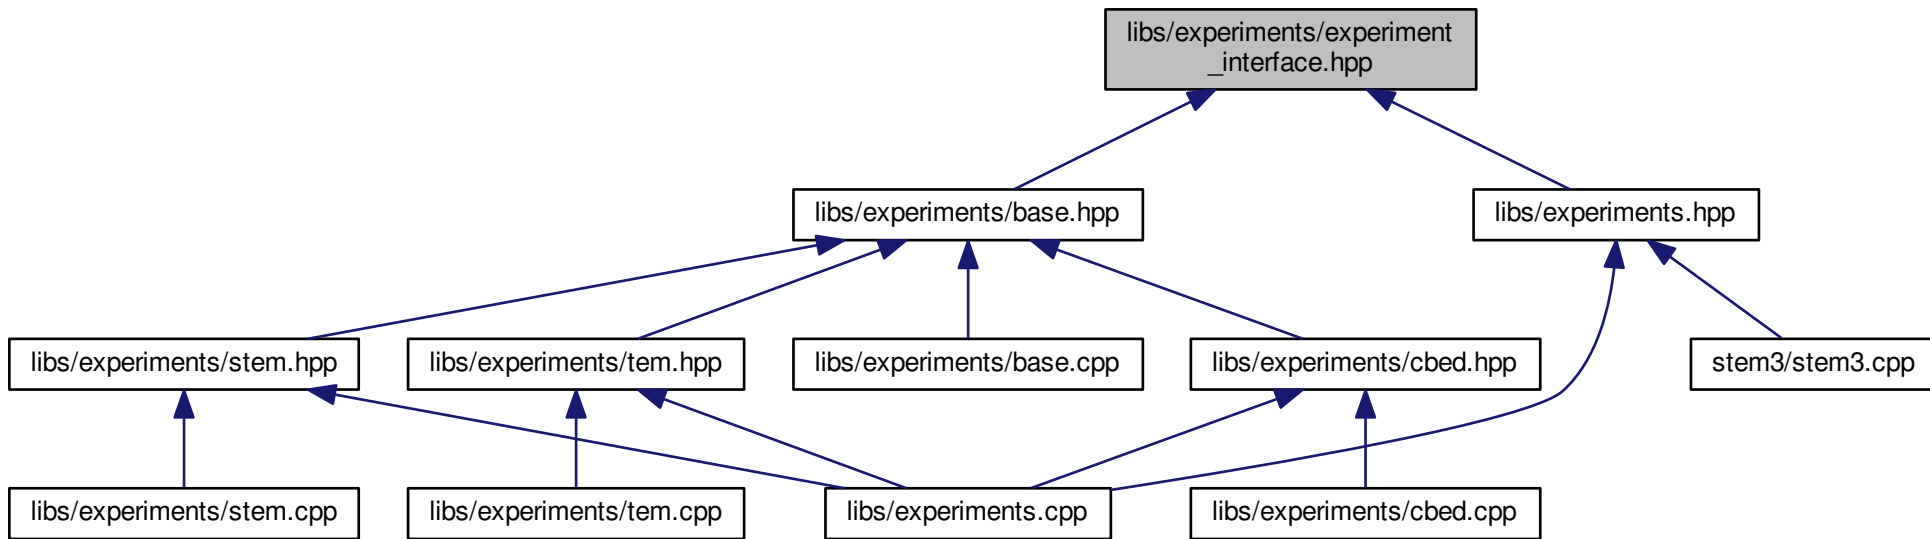 libs/experiments/experiment
_interface.hpp
libs/experiments/base.hpp
libs/experiments.hpp
libs/experiments/stem.hpp
libs/experiments/tem.hpp
libs/experiments/base.cpp
libs/experiments/cbed.hpp
stem3/stem3.cpp
libs/experiments/stem.cpp
libs/experiments/tem.cpp
libs/experiments.cpp
libs/experiments/cbed.cpp